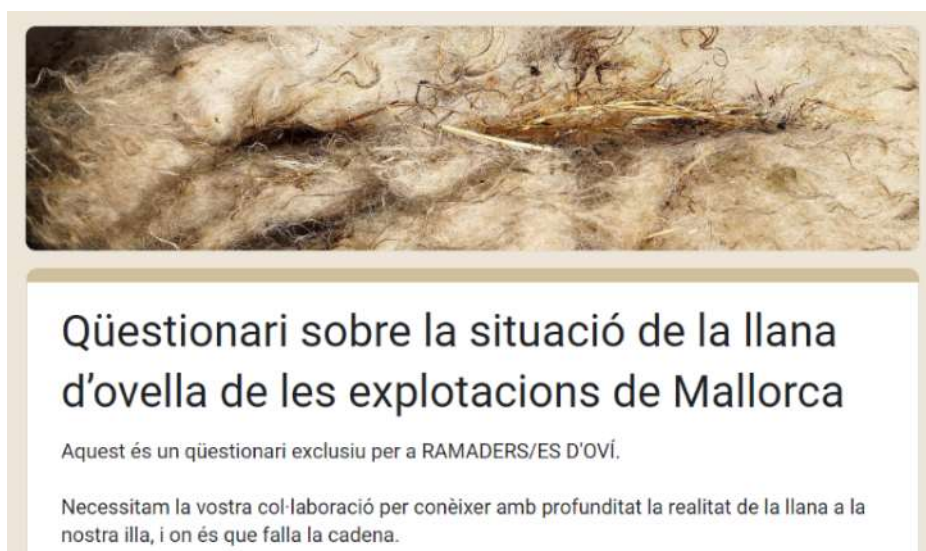 Qüestionari sobre la situació de la llana
d'ovella de les explotacions de Mallorca
Aquest és un qüestionari exclusiu per a RAMADERS/ES D'OVÍ.
Necessitam la vostra col·laboració per conèixer amb profunditat la realitat de la llana a la
nostra illa, i on és que falla la cadena.